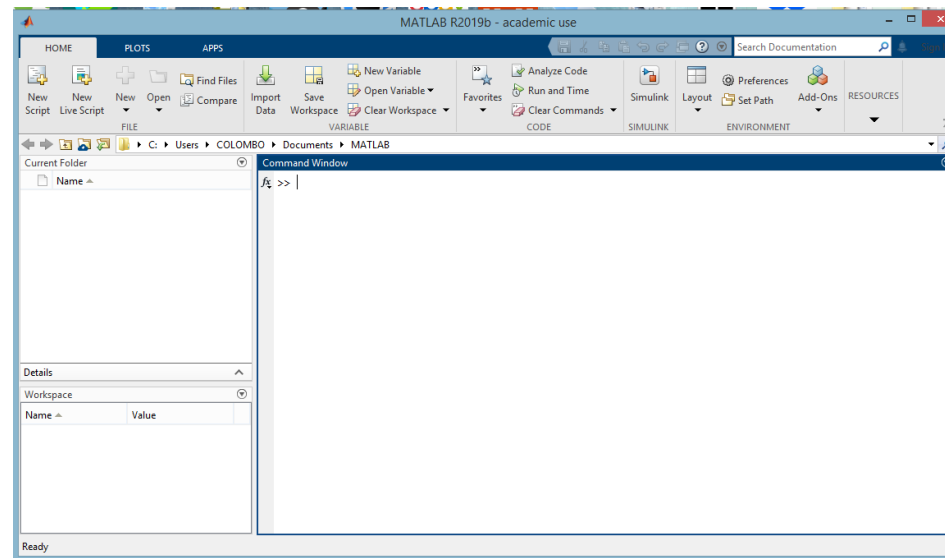 MATLAB R2019b - academic use
HOME PLOTS APPS
Search Documentation
New Script
New Live Script
New
Open
Find Files
Compare
FILE
Import Data
Save Workspace
New Variable
Open Variable
Clear Workspace
VARIABLE
Favorites
Analyze Code
Run and Time
Clear Commands
CODE
Simulink
SIMULINK
Layout
Preferences
Set Path
Add-Ons
ENVIRONMENT
RESOURCES
C: Users COLOMBO Documents MATLAB
Current Folder
Name
Command Window
fx >>
Details
Workspace
Name Value
Ready